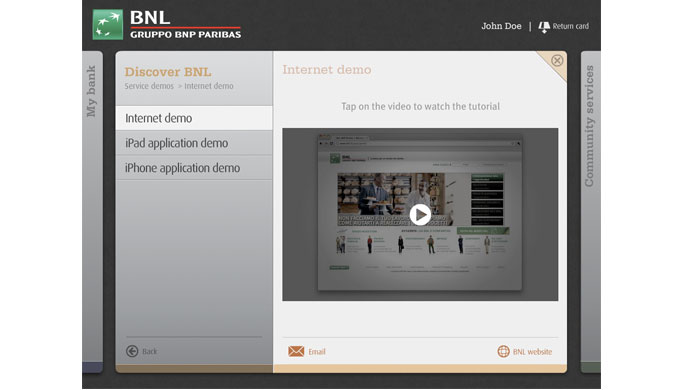 BNL
GRUPPO BNP PARIBAS
John Doe | Return card
My bank
Discover BNL
Service demos > Internet demo
Internet demo
iPad application demo
iPhone application demo
Back
Internet demo
Tap on the video to watch the tutorial
BNL
Email
BNL website
Community services